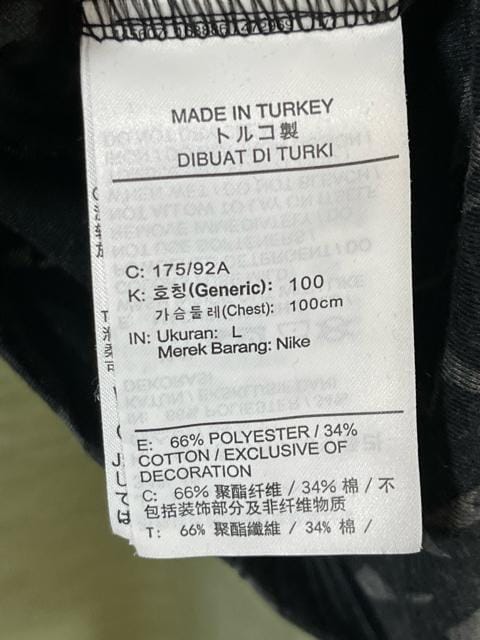 MADE IN TURKEY
トルコ製
DIBUAT DI TURKI
C: 175/92A
K: 호칭(Generic): 100
가슴둘레(Chest): 100cm
IN: Ukuran: L
Merek Barang: Nike
E: 66% POLYESTER / 34%
COTTON / EXCLUSIVE OF
DECORATION
C: 66% 聚酯纤维 / 34% 棉 / 不
包括装饰部分及非纤维物质
T: 66% 聚酯纖維 / 34% 棉 /